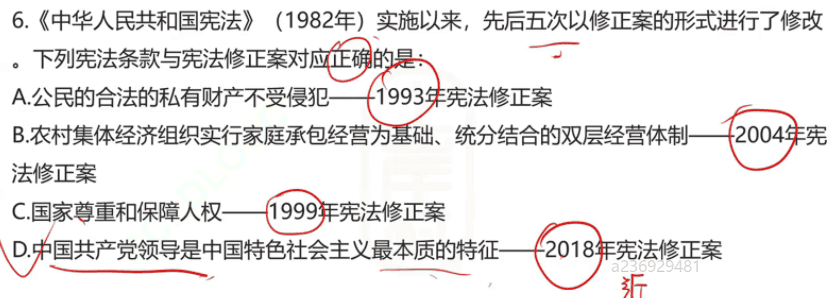 6.《中华人民共和国宪法》（1982年）实施以来，先后五次以修正案的形式进行了修改
。下列宪法条款与宪法修正案对应正确的是：
A.公民的合法的私有财产不受侵犯——1993年宪法修正案
B.农村集体经济组织实行家庭承包经营为基础、统分结合的双层经营体制——2004年宪
法修正案
C.国家尊重和保障人权——1999年宪法修正案
D.中国共产党领导是中国特色社会主义最本质的特征——2018年宪法修正案
a236929481